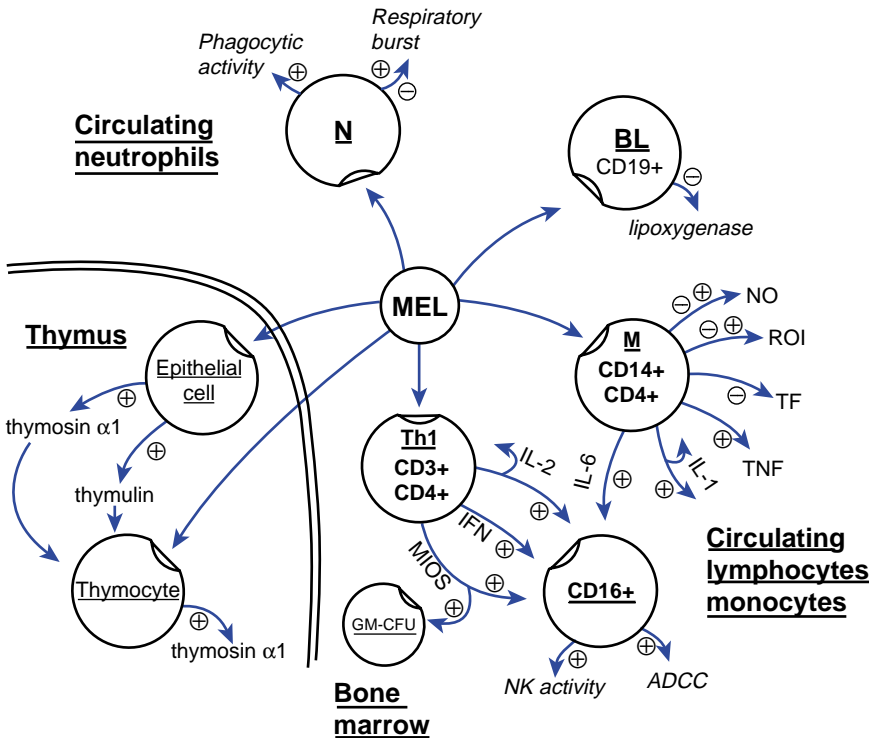 Phagocytic
activity
⊕
Respiratory
burst
⊕
⊖
Circulating
neutrophils
N
BL
CD19+
⊖
lipoxygenase
MEL
Thymus
Epithelial
cell
⊕
thymosin α1
⊕
thymulin
Thymocyte
⊕
thymosin α1
M
CD14+
CD4+
⊖ ⊕ NO
⊖ ⊕ ROI
⊖ TF
⊕ TNF
IL-1
⊕
IL-6
⊕
Th1
CD3+
CD4+
IL-2
⊕
IFN
⊕
MIOS
⊕
⊕
GM-CFU
Bone
marrow
CD16+
⊕
NK activity
⊕
ADCC
Circulating
lymphocytes
monocytes